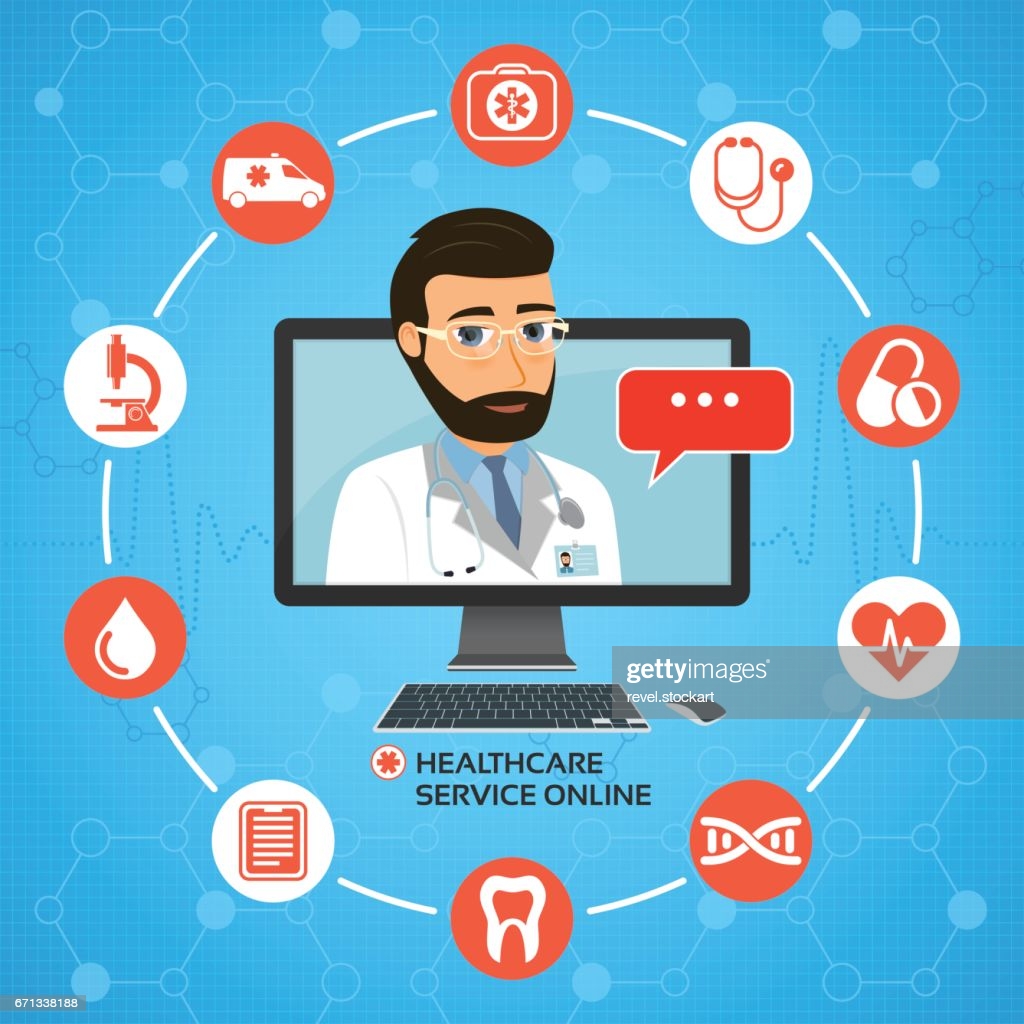 gettyimages
revel.stockart
HEALTHCARE
SERVICE ONLINE
671338188